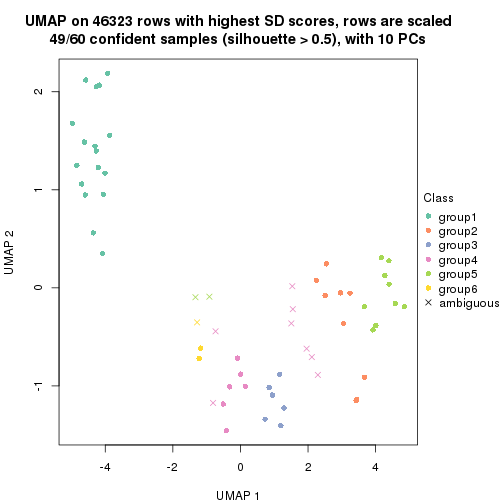 UMAP on 46323 rows with highest SD scores, rows are scaled
49/60 confident samples (silhouette > 0.5), with 10 PCs
2
1
0
-1
UMAP 2
-4
-2
0
2
4
UMAP 1
Class
group1
group2
group3
group4
group5
group6
ambiguous